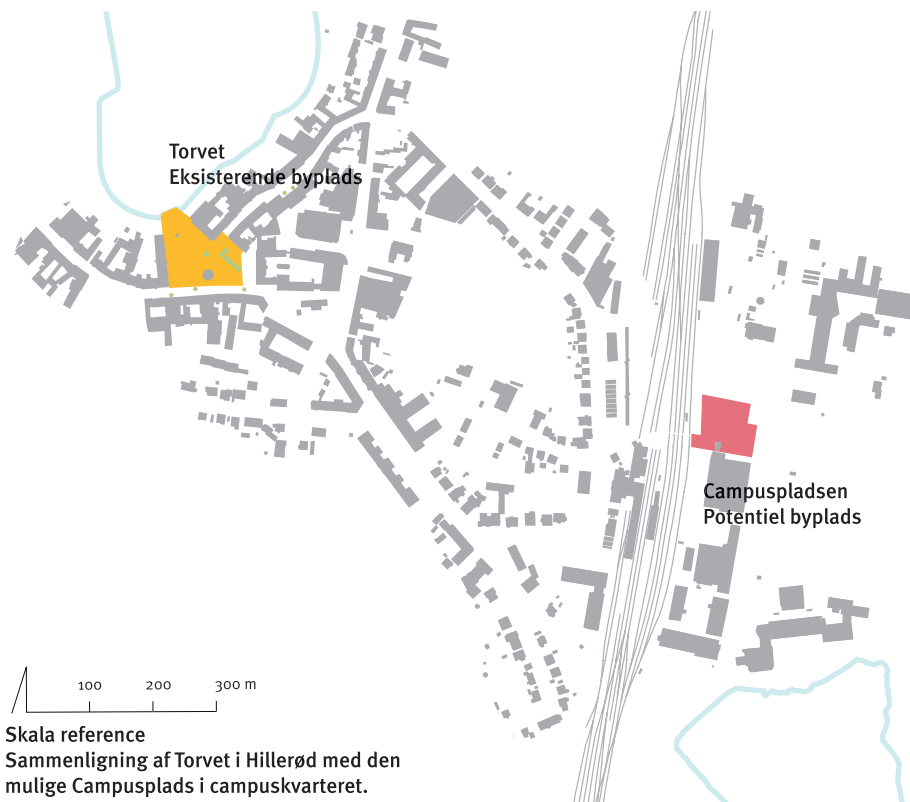 Torvet
Eksisterende byplads
Campuspladsen
Potentiel byplads
100 200 300 m
Skala reference
Sammenligning af Torvet i Hillerød med den
mulige Campusplads i campuskvarteret.